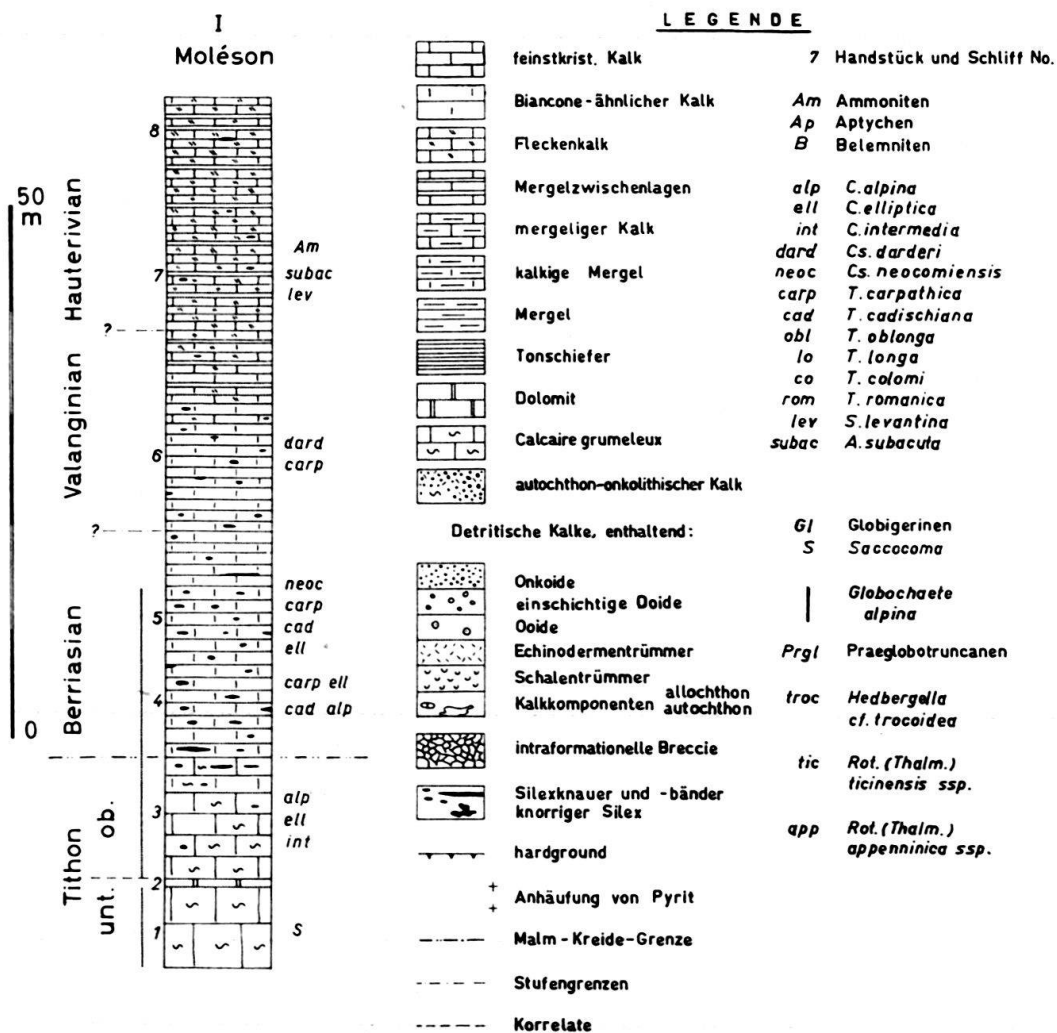 I
Moléson
50
m
0
Hauterivian
Valanginian
Berriasian
Tithon
ob.
unt.
8
7
6
5
4
3
2
1
?
?
Am
subac
lev
dard
carp
neoc
carp
cad
ell
carp ell
cad alp
alp
ell
int
S
LEGENDE
feinstkrist. Kalk
Biancone-ähnlicher Kalk
Fleckenkalk
Mergelzwischenlagen
mergeliger Kalk
kalkige Mergel
Mergel
Tonschiefer
Dolomit
Calcaire grumeleux
autochthon-onkolithischer Kalk
Detritische Kalke, enthaltend:
Onkoide
einschichtige Ooide
Ooide
Echinodermentrümmer
Schalentrümmer
Kalkkomponenten allochthon
autochthon
intraformationelle Breccie
Silexknauer und -bänder
knorriger Silex
hardground
Anhäufung von Pyrit
Malm-Kreide-Grenze
Stufengrenzen
Korrelate
7 Handstück und Schliff No.
Am Ammoniten
Ap Aptychen
B Belemniten
alp C. alpina
ell C. elliptica
int C. intermedia
dard Cs. darderi
neoc Cs. neocomiensis
carp T. carpathica
cad T. cadischiana
obl T. oblonga
lo T. longa
co T. colomi
rom T. romanica
lev S. levantina
subac A. subacuta
Gl Globigerinen
S Saccocoma
Globochaete
alpina
Prgl Praeglobotruncanen
troc Hedbergella
cf. trocoidea
tic Rot. (Thalm.)
ticinensis ssp.
app Rot. (Thalm.)
appenninica ssp.